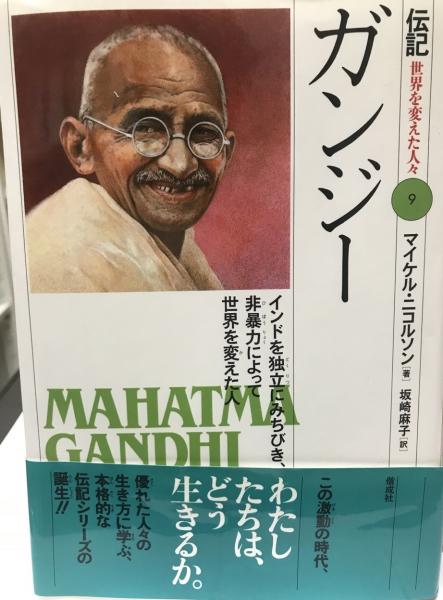 伝記 世界を変えた人々
9
ガンジー
マイケル・ニコルソン[著] 坂崎麻子[訳]
インドを独立にみちびき、
非暴力によって
世界を変えた人
MAHATMA
GANDHI
偕成社
この激動の時代、
わたし
たちは、
どう
生きるか。
優れた人々の
生き方に学ぶ、
本格的な
伝記シリーズの
誕生!!